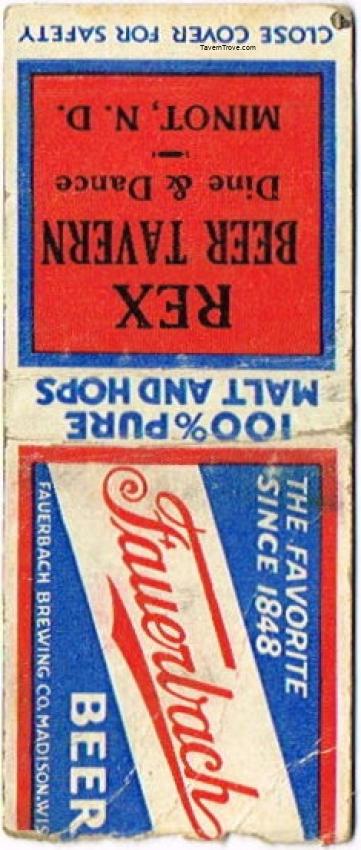 TavernTrove.com
CLOSE COVER FOR SAFETY
REX
BEER TAVERN
Dine & Dance
MINOT, N. D.
100% PURE
MALT AND HOPS
THE FAVORITE
SINCE 1848
Fauerbach
BEER
FAUERBACH BREWING CO. MADISON, WIS